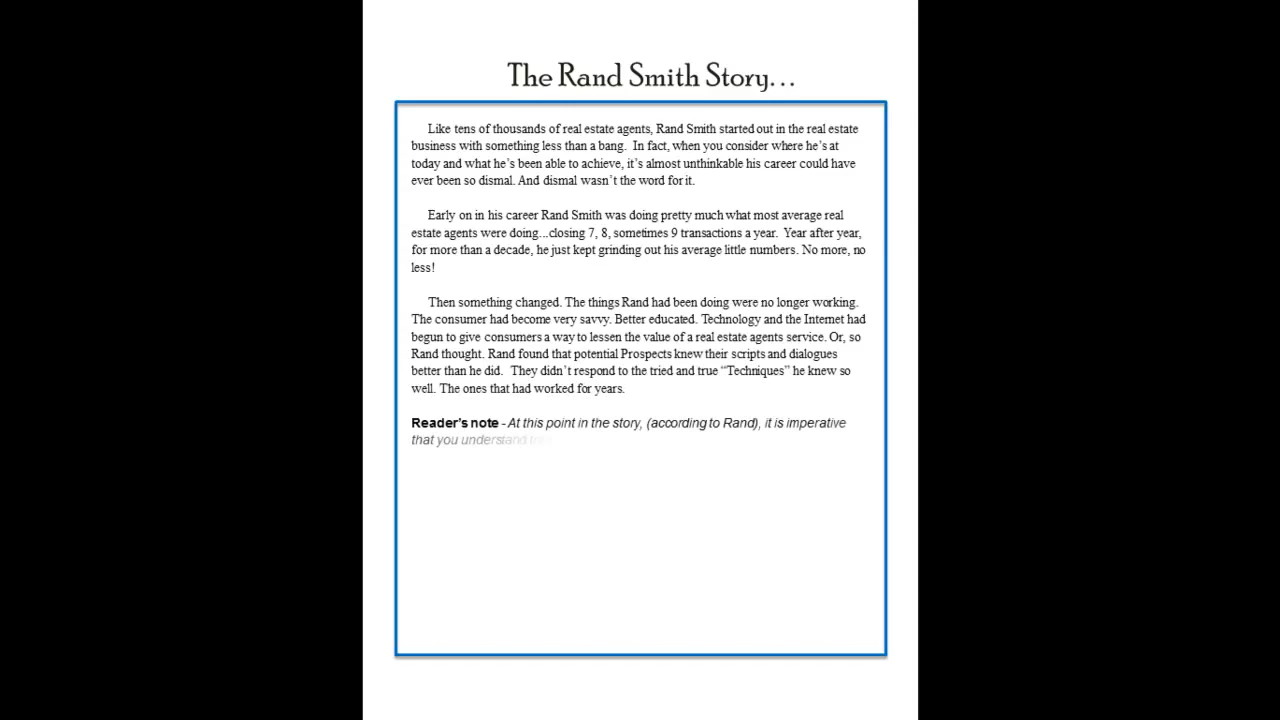 The Rand Smith Story...
Like tens of thousands of real estate agents, Rand Smith started out in the real estate
business with something less than a bang. In fact, when you consider where he's at
today and what he's been able to achieve, it's almost unthinkable his career could have
ever been so dismal. And dismal wasn't the word for it.
Early on in his career Rand Smith was doing pretty much what most average real
estate agents were doing...closing 7, 8, sometimes 9 transactions a year. Year after year,
for more than a decade, he just kept grinding out his average little numbers. No more, no
less!
Then something changed. The things Rand had been doing were no longer working.
The consumer had become very savvy. Better educated. Technology and the Internet had
begun to give consumers a way to lessen the value of a real estate agents service. Or, so
Rand thought. Rand found that potential Prospects knew their scripts and dialogues
better than he did. They didn't respond to the tried and true “Techniques” he knew so
well. The ones that had worked for years.
Reader's note - At this point in the story, (according to Rand), it is imperative
that you understand